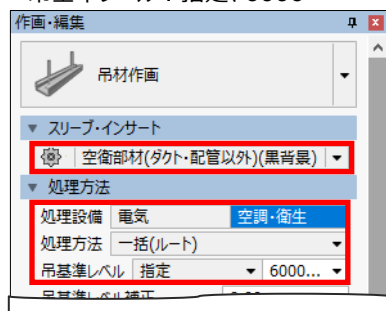 作画・編集
吊材作画
スリーブ・インサート
空衛部材(ダクト・配管以外)(黒背景)
処理方法
処理設備 電気 空調・衛生
処理方法 一括(ルート)
吊基準レベル 指定 6000...